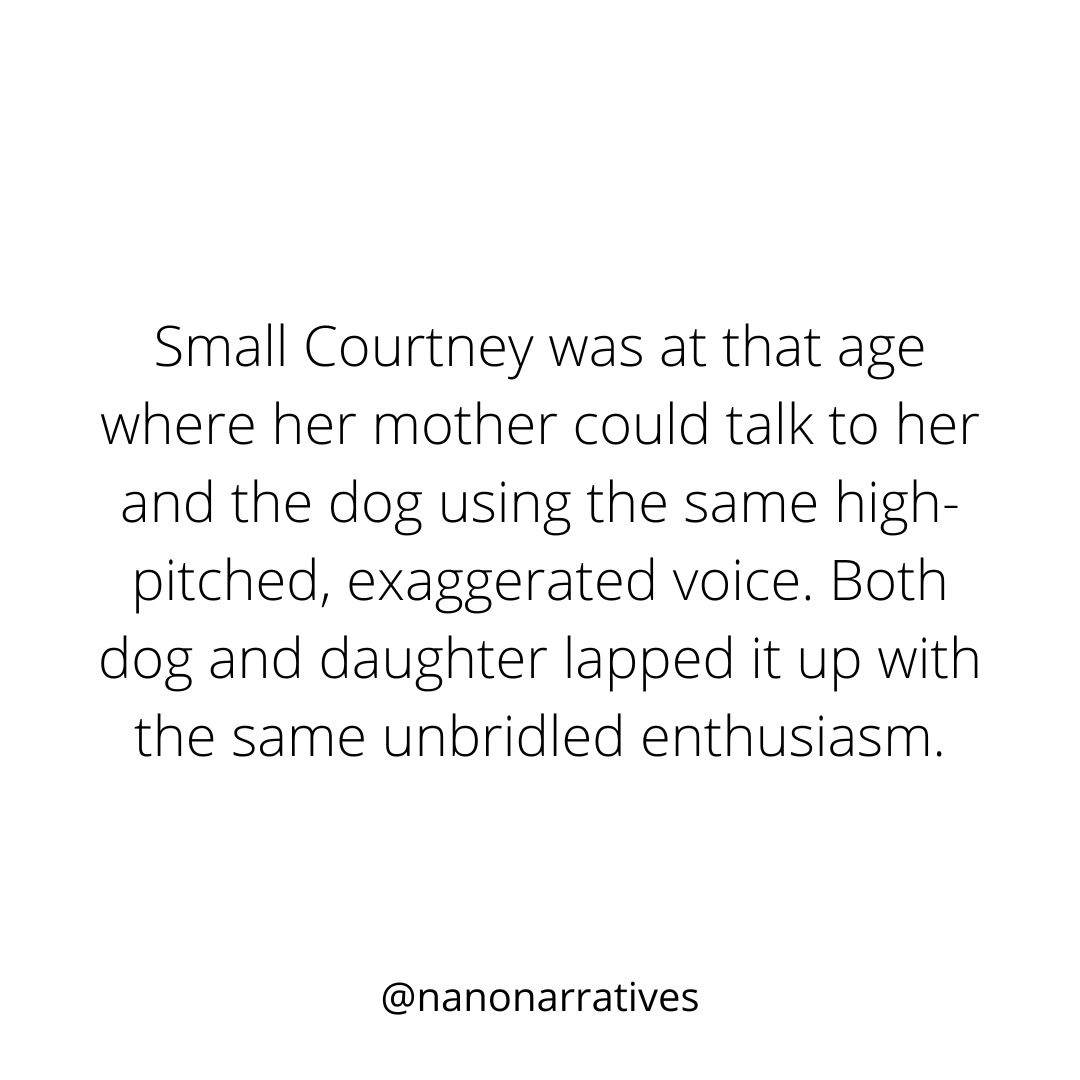 Small Courtney was at that age
where her mother could talk to her
and the dog using the same high-
pitched, exaggerated voice. Both
dog and daughter lapped it up with
the same unbridled enthusiasm.
@nanonarratives